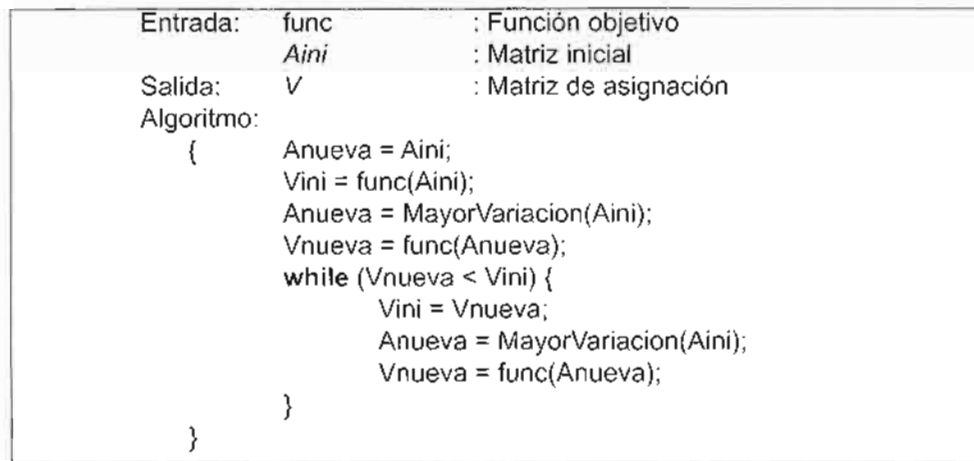 Entrada: func : Función objetivo
Aini : Matriz inicial
Salida: V : Matriz de asignación
Algoritmo:
{ Anueva = Aini;
Vini = func(Aini);
Anueva = MayorVariacion(Aini);
Vnueva = func(Anueva);
while (Vnueva < Vini) {
Vini = Vnueva;
Anueva = MayorVariacion(Aini);
Vnueva = func(Anueva);
}
}